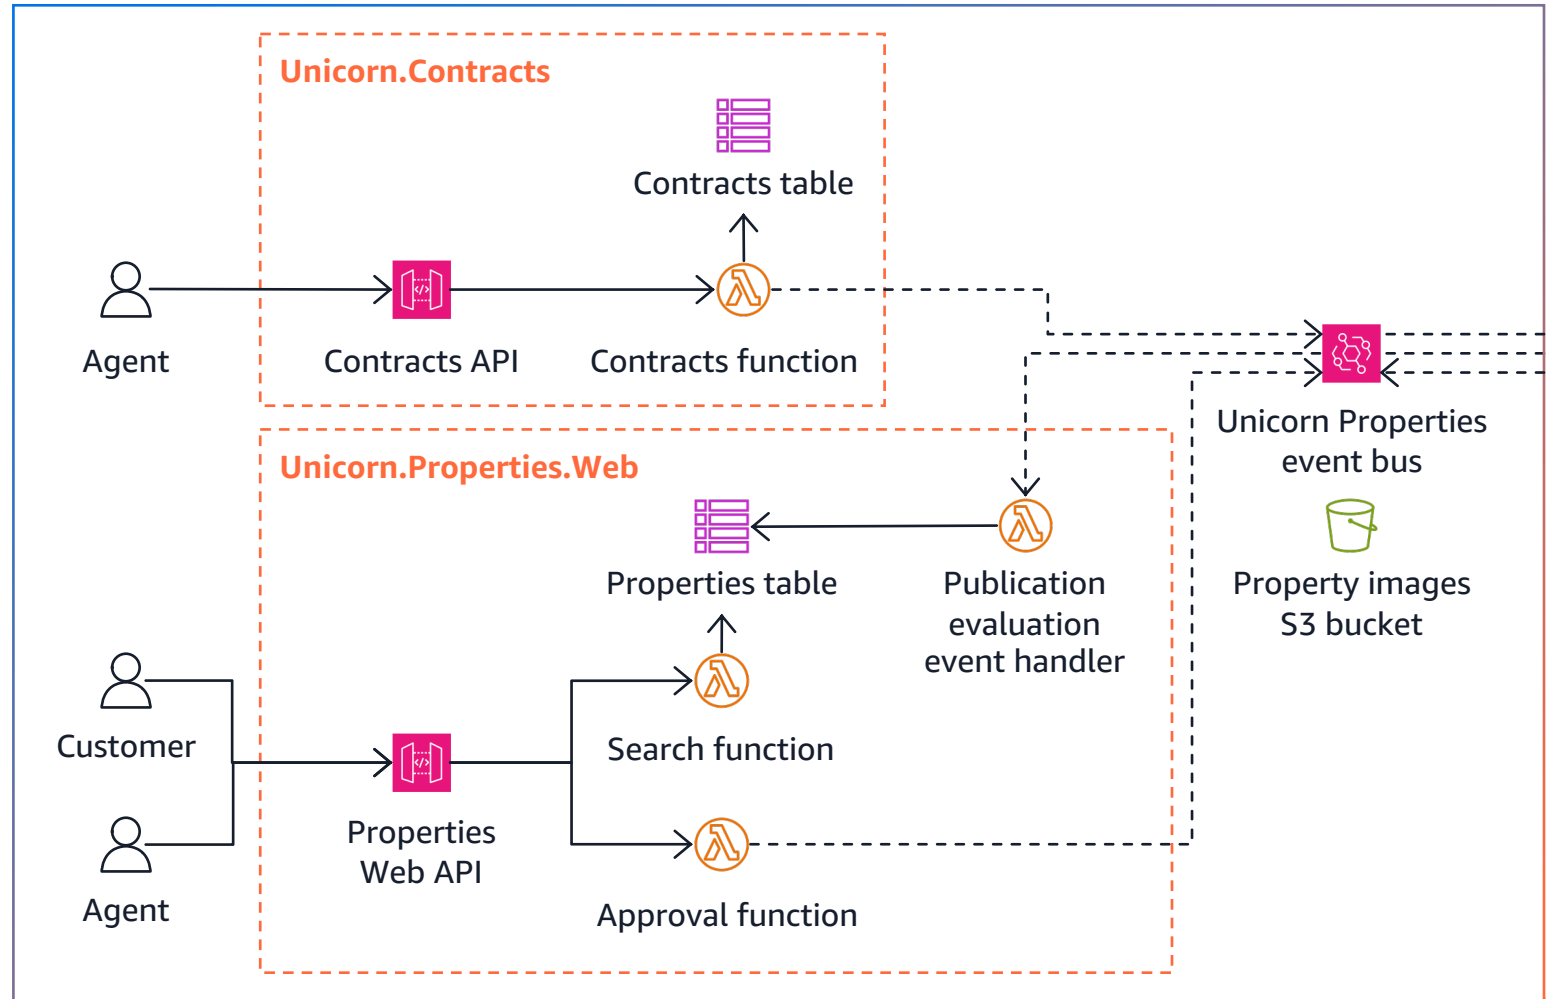 Unicorn.Contracts
Contracts table
Agent
Contracts API
Contracts function
Unicorn Properties
event bus
Unicorn.Properties.Web
Properties table
Publication
evaluation
event handler
Property images
S3 bucket
Customer
Search function
Properties
Web API
Agent
Approval function